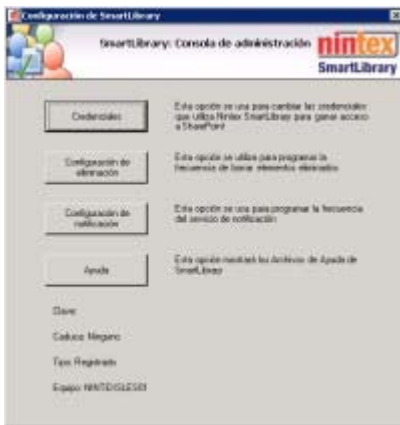 Configuración de SmartLibrary
SmartLibrary: Consola de administración
nintex
SmartLibrary
Credenciales
Esta opción se usa para cambiar las credenciales
que utiliza Nintex SmartLibrary para ganar acceso
a SharePoint
Configuración de
eliminación
Esta opción se utiliza para programar la
frecuencia de borrar elementos eliminados
Configuración de
notificación
Esta opción se usa para programar la frecuencia
del servicio de notificación
Ayuda
Esta opción mostrará los Archivos de Ayuda de
SmartLibrary
Clave:
Caduca: Ninguno
Tipo: Registrado
Equipo: